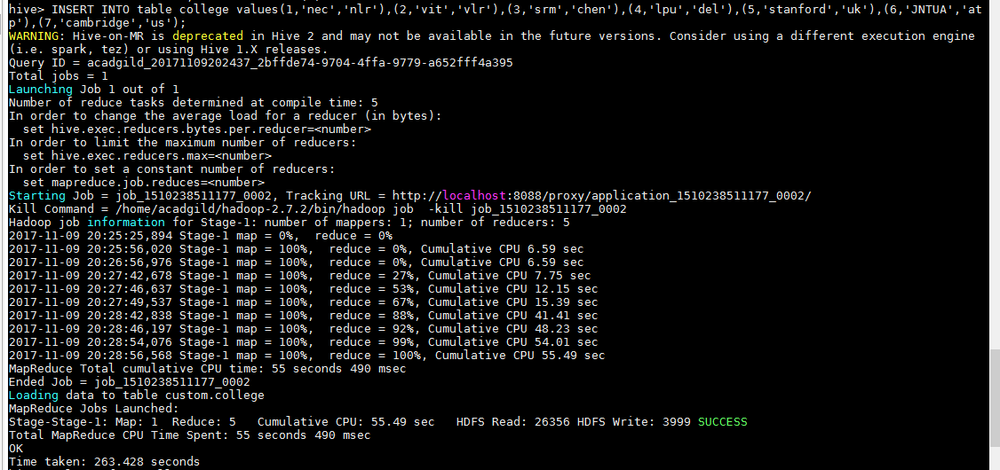 hive> INSERT INTO table college values(1,'nec','nlr'),(2,'vit','vlr'),(3,'srm','chen'),(4,'lpu','del'),(5,'stanford','uk'),(6,'JNTUA','at
p'),(7,'cambridge','us');
WARNING: Hive-on-MR is deprecated in Hive 2 and may not be available in the future versions. Consider using a different execution engine
(i.e. spark, tez) or using Hive 1.X releases.
Query ID = acadgild_20171109202437_2bffde74-9704-4ffa-9779-a652fff4a395
Total jobs = 1
Launching Job 1 out of 1
Number of reduce tasks determined at compile time: 5
In order to change the average load for a reducer (in bytes):
  set hive.exec.reducers.bytes.per.reducer=<number>
In order to limit the maximum number of reducers:
  set hive.exec.reducers.max=<number>
In order to set a constant number of reducers:
  set mapreduce.job.reduces=<number>
Starting Job = job_1510238511177_0002, Tracking URL = http://localhost:8088/proxy/application_1510238511177_0002/
Kill Command = /home/acadgild/hadoop-2.7.2/bin/hadoop job  -kill job_1510238511177_0002
Hadoop job information for Stage-1: number of mappers: 1; number of reducers: 5
2017-11-09 20:25:25,894 Stage-1 map = 0%,  reduce = 0%
2017-11-09 20:25:56,020 Stage-1 map = 100%,  reduce = 0%, Cumulative CPU 6.59 sec
2017-11-09 20:26:56,976 Stage-1 map = 100%,  reduce = 0%, Cumulative CPU 6.59 sec
2017-11-09 20:27:42,678 Stage-1 map = 100%,  reduce = 27%, Cumulative CPU 7.75 sec
2017-11-09 20:27:46,637 Stage-1 map = 100%,  reduce = 53%, Cumulative CPU 12.15 sec
2017-11-09 20:27:49,537 Stage-1 map = 100%,  reduce = 67%, Cumulative CPU 15.39 sec
2017-11-09 20:28:42,838 Stage-1 map = 100%,  reduce = 88%, Cumulative CPU 41.41 sec
2017-11-09 20:28:46,197 Stage-1 map = 100%,  reduce = 92%, Cumulative CPU 48.23 sec
2017-11-09 20:28:54,076 Stage-1 map = 100%,  reduce = 99%, Cumulative CPU 54.01 sec
2017-11-09 20:28:56,568 Stage-1 map = 100%,  reduce = 100%, Cumulative CPU 55.49 sec
MapReduce Total cumulative CPU time: 55 seconds 490 msec
Ended Job = job_1510238511177_0002
Loading data to table custom.college
MapReduce Jobs Launched:
Stage-Stage-1: Map: 1  Reduce: 5   Cumulative CPU: 55.49 sec   HDFS Read: 26356 HDFS Write: 3999 SUCCESS
Total MapReduce CPU Time Spent: 55 seconds 490 msec
OK
Time taken: 263.428 seconds